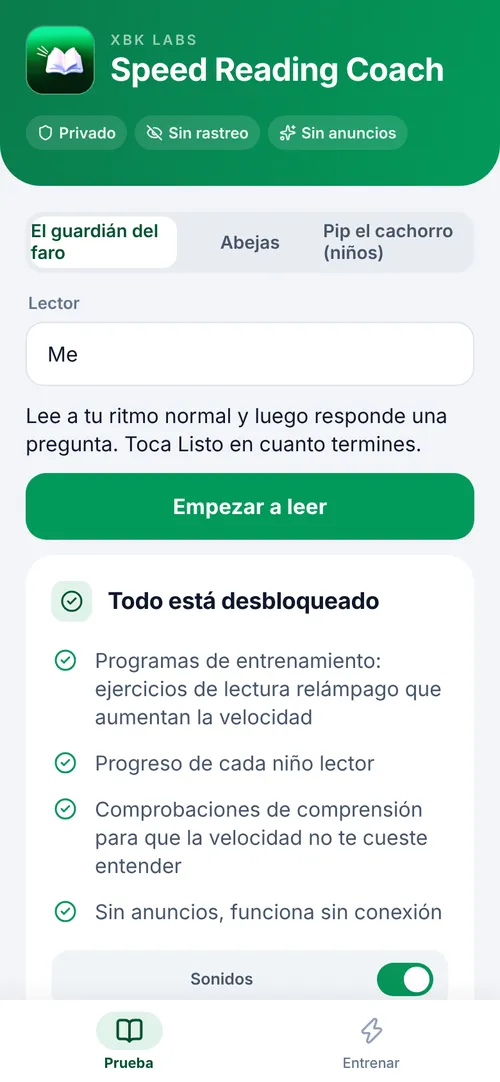 XBK LABS
Speed Reading Coach
Privado
Sin rastreo
Sin anuncios
El guardián del
faro
Abejas
Pip el cachorro
(niños)
Lector
Me
Lee a tu ritmo normal y luego responde una
pregunta. Toca Listo en cuanto termines.
Empezar a leer
Todo está desbloqueado
Programas de entrenamiento:
ejercicios de lectura relámpago que
aumentan la velocidad
Progreso de cada niño lector
Comprobaciones de comprensión
para que la velocidad no te cueste
entender
Sin anuncios, funciona sin conexión
Sonidos
Prueba
Entrenar